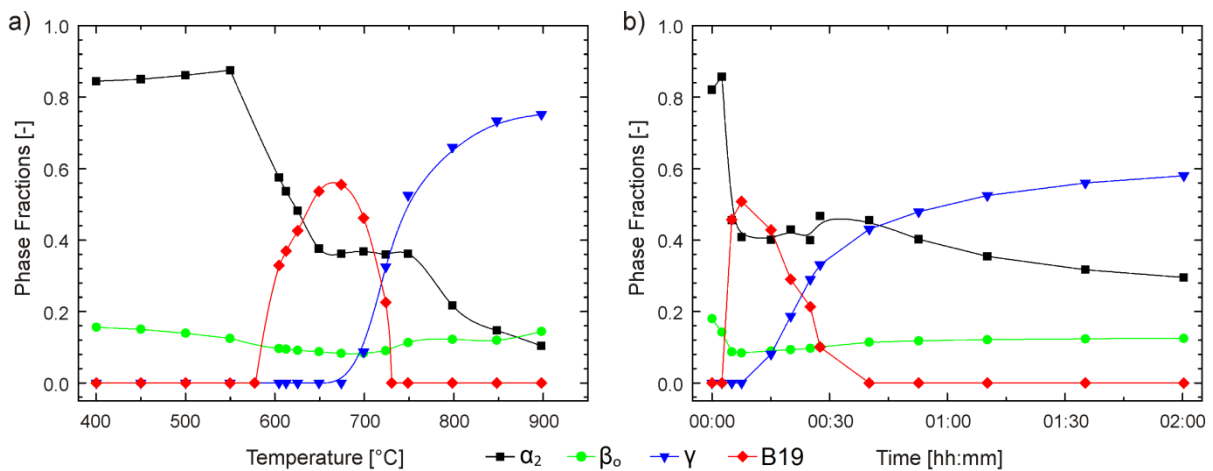 a)
b)
1.0
0.8
0.6
0.4
0.2
0.0
Phase Fractions [-]
400 500 600 700 800 900
Temperature [°C]
1.0
0.8
0.6
0.4
0.2
0.0
Phase Fractions [-]
00:00 00:30 01:00 01:30 02:00
Time [hh:mm]
α₂ βₒ γ B19